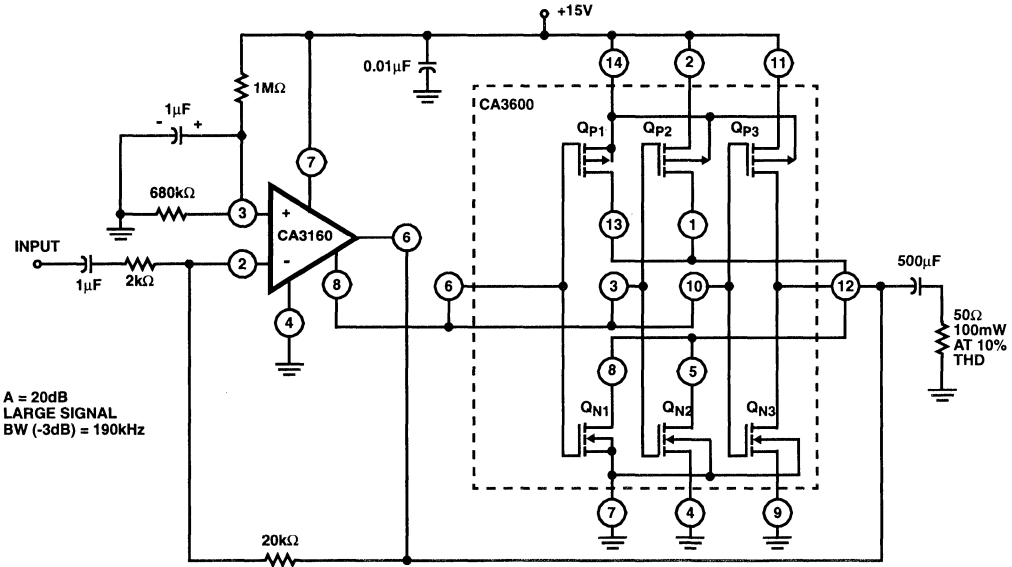 +15V
14
2
11
0.01µF
CA3600
1MΩ
1µF
- +
QP1
QP2
QP3
7
680kΩ
3
+
CA3160
6
13
1
INPUT
2
-
1µF
2kΩ
8
6
3
10
12
500µF
4
50Ω
100mW
AT 10%
THD
8
5
A = 20dB
LARGE SIGNAL
BW (-3dB) = 190kHz
QN1
QN2
QN3
7
4
9
20kΩ